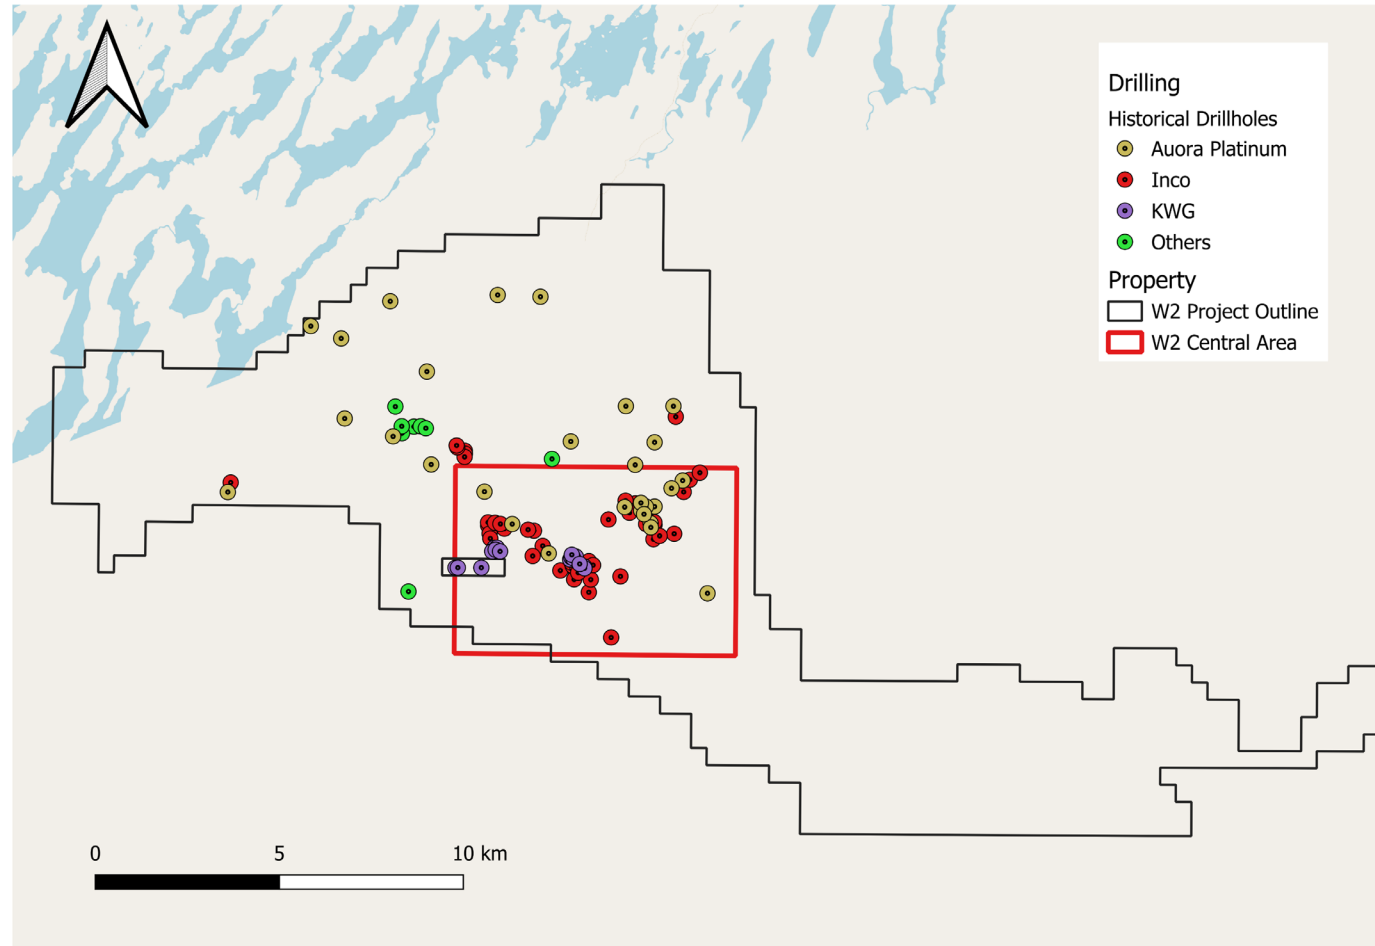 Drilling
Historical Drillholes
Auora Platinum
Inco
KWG
Others
Property
W2 Project Outline
W2 Central Area
0 5 10 km